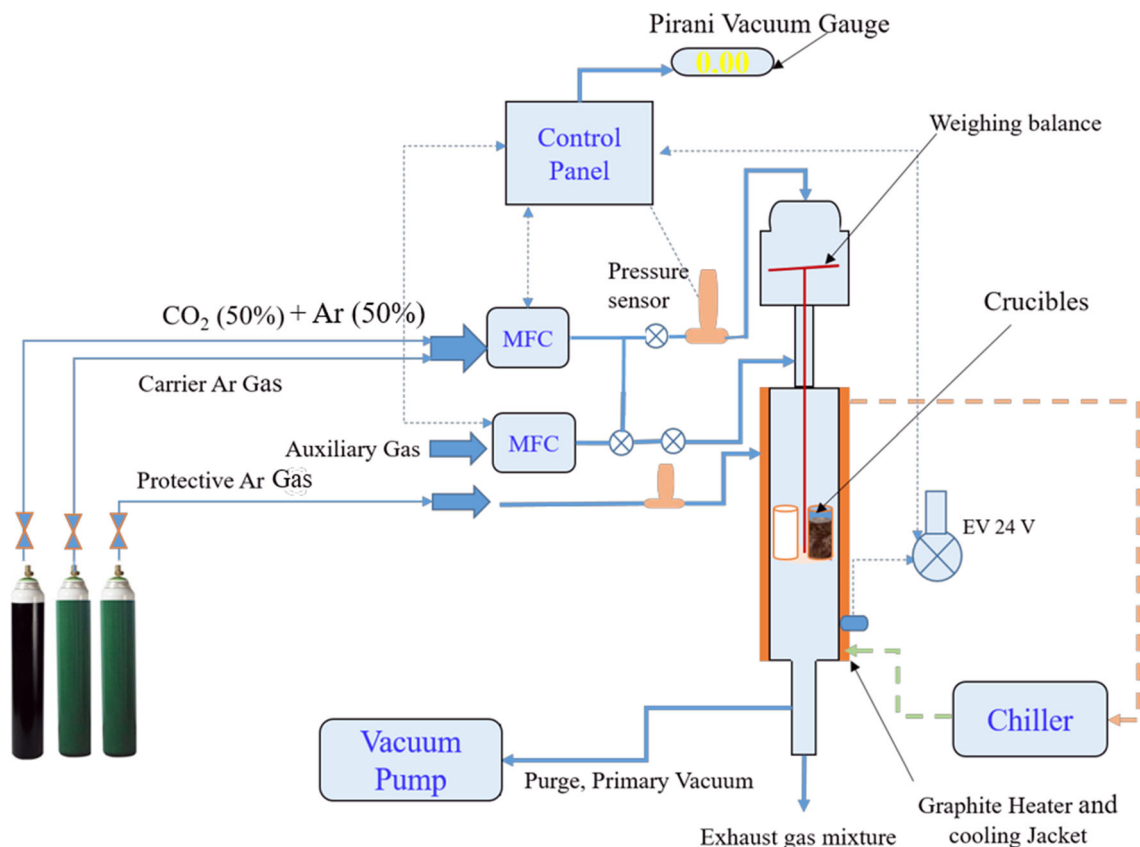 Pirani Vacuum Gauge
0.00
Control
Panel
Weighing balance
Pressure
sensor
Crucibles
CO₂ (50%) + Ar (50%)
MFC
Carrier Ar Gas
Auxiliary Gas
MFC
Protective Ar Gas
EV 24 V
Chiller
Vacuum
Pump
Purge, Primary Vacuum
Graphite Heater and
cooling Jacket
Exhaust gas mixture